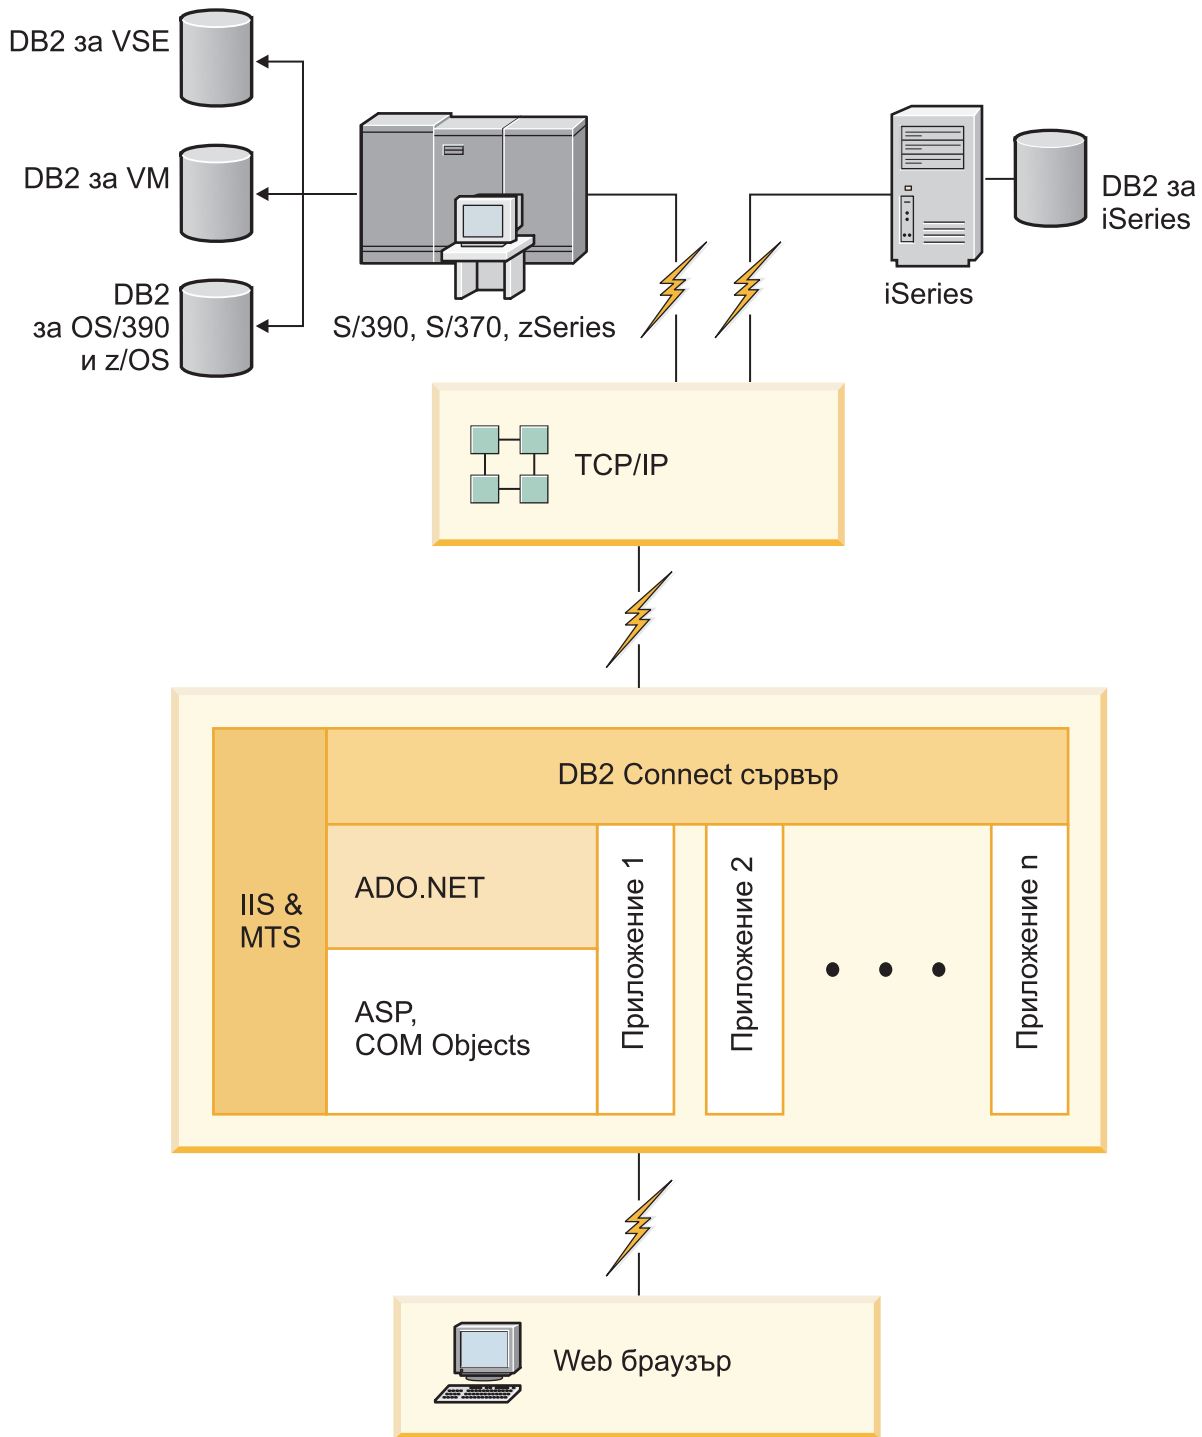 DB2 за VSE
DB2 за VM
DB2
за OS/390
и z/OS
S/390, S/370, zSeries
iSeries
DB2 за
iSeries
TCP/IP
DB2 Connect сървър
IIS &
MTS
ADO.NET
ASP,
COM Objects
Приложение 1
Приложение 2
Приложение n
Web браузър